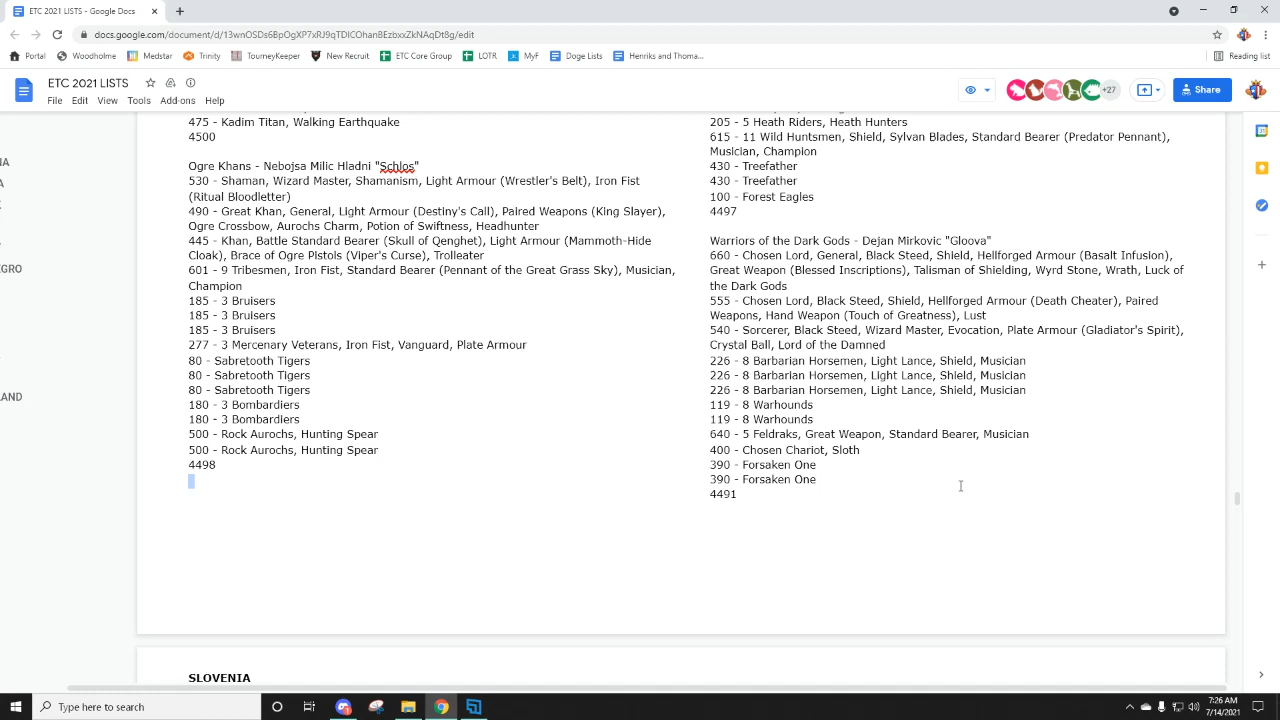 ETC 2021 LISTS - Google Docs
docs.google.com/document/d/13wnOSDs6BpOgXP7xRJ9qTDlCOhanBEzbxxZkNAqDt8g/edit
Portal Woodholme Medstar Trinity TourneyKeeper New Recruit ETC Core Group LOTR MyF Doge Lists Henriks and Thoma... Reading list
ETC 2021 LISTS
File Edit View Tools Add-ons Help
+27
Share
475 - Kadim Titan, Walking Earthquake
4500
Ogre Khans - Nebojsa Milic Hladni "Schlos"
530 - Shaman, Wizard Master, Shamanism, Light Armour (Wrestler's Belt), Iron Fist
(Ritual Bloodletter)
490 - Great Khan, General, Light Armour (Destiny's Call), Paired Weapons (King Slayer),
Ogre Crossbow, Aurochs Charm, Potion of Swiftness, Headhunter
445 - Khan, Battle Standard Bearer (Skull of Qenghet), Light Armour (Mammoth-Hide
Cloak), Brace of Ogre PIstols (Viper's Curse), Trolleater
601 - 9 Tribesmen, Iron Fist, Standard Bearer (Pennant of the Great Grass Sky), Musician,
Champion
185 - 3 Bruisers
185 - 3 Bruisers
185 - 3 Bruisers
277 - 3 Mercenary Veterans, Iron Fist, Vanguard, Plate Armour
80 - Sabretooth Tigers
80 - Sabretooth Tigers
80 - Sabretooth Tigers
180 - 3 Bombardiers
180 - 3 Bombardiers
500 - Rock Aurochs, Hunting Spear
500 - Rock Aurochs, Hunting Spear
4498
205 - 5 Heath Riders, Heath Hunters
615 - 11 Wild Huntsmen, Shield, Sylvan Blades, Standard Bearer (Predator Pennant),
Musician, Champion
430 - Treefather
430 - Treefather
100 - Forest Eagles
4497
Warriors of the Dark Gods - Dejan Mirkovic "Gloova"
660 - Chosen Lord, General, Black Steed, Shield, Hellforged Armour (Basalt Infusion),
Great Weapon (Blessed Inscriptions), Talisman of Shielding, Wyrd Stone, Wrath, Luck of
the Dark Gods
555 - Chosen Lord, Black Steed, Shield, Hellforged Armour (Death Cheater), Paired
Weapons, Hand Weapon (Touch of Greatness), Lust
540 - Sorcerer, Black Steed, Wizard Master, Evocation, Plate Armour (Gladiator's Spirit),
Crystal Ball, Lord of the Damned
226 - 8 Barbarian Horsemen, Light Lance, Shield, Musician
226 - 8 Barbarian Horsemen, Light Lance, Shield, Musician
226 - 8 Barbarian Horsemen, Light Lance, Shield, Musician
119 - 8 Warhounds
119 - 8 Warhounds
640 - 5 Feldraks, Great Weapon, Standard Bearer, Musician
400 - Chosen Chariot, Sloth
390 - Forsaken One
390 - Forsaken One
4491
SLOVENIA
NIA
A
EGRO
LAND
Type here to search
7:26 AM
7/14/2021